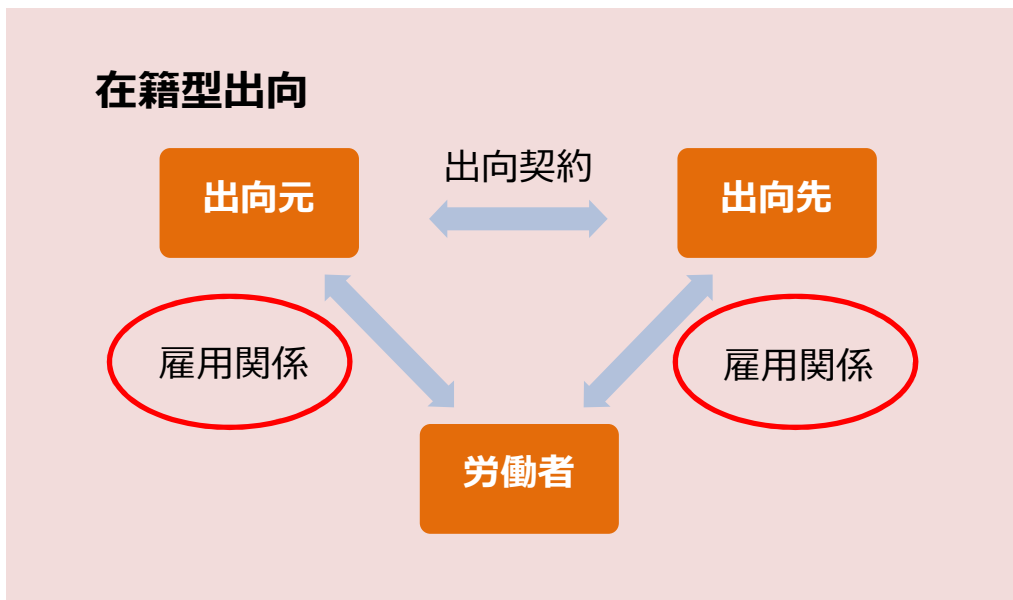 在籍型出向
出向契約
出向元
出向先
雇用関係
雇用関係
労働者